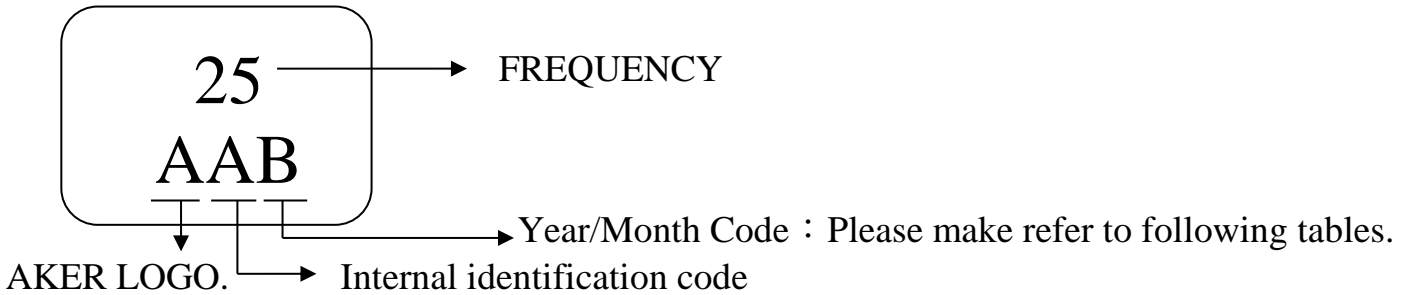 25
FREQUENCY
AAB
Year/Month Code：Please make refer to following tables.
AKER LOGO.
Internal identification code